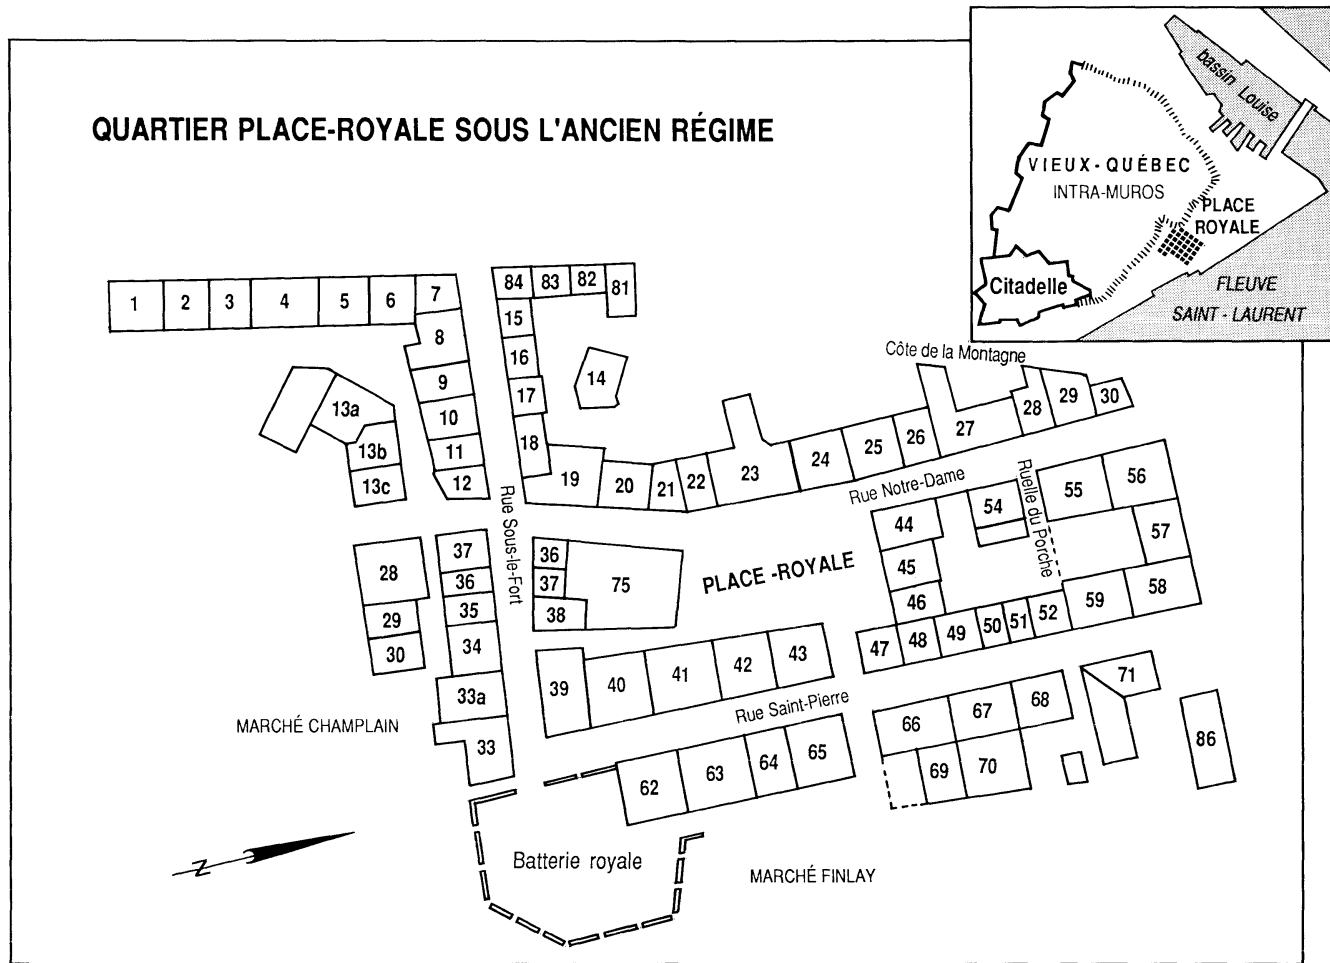 QUARTIER PLACE-ROYALE SOUS L'ANCIEN RÉGIME
bassin Louise
VIEUX-QUÉBEC
INTRA-MUROS
PLACE
ROYALE
Citadelle
FLEUVE
SAINT - LAURENT
1 2 3 4 5 6 7
84 83 82 81
8
15
9
16
14
10
17
11
18
12
13a
13b
13c
Côte de la Montagne
19 20 21 22 23 24 25 26 27 28 29 30
Rue Notre-Dame
Rue Sous-le-Fort
Ruelle du Porche
28
29
30
37
36
35
34
33a
33
36
37
38
75
PLACE -ROYALE
44
45
46
54
55
56
57
47 48 49 50 51 52 59 58
39 40 41 42 43
Rue Saint-Pierre
62 63 64 65
66 67 68
69 70
71
86
MARCHÉ CHAMPLAIN
N
Batterie royale
MARCHÉ FINLAY